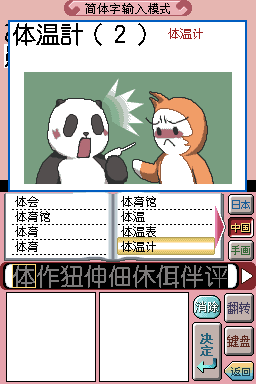 简体字输入模式
体温計（２） 体温计
体会 体育馆
体育馆 体温
体育 体温表
体育 体温计
日本
中国
手画
体作狃伸佃休佴伴评
消除 翻转
决定 键盘
返回